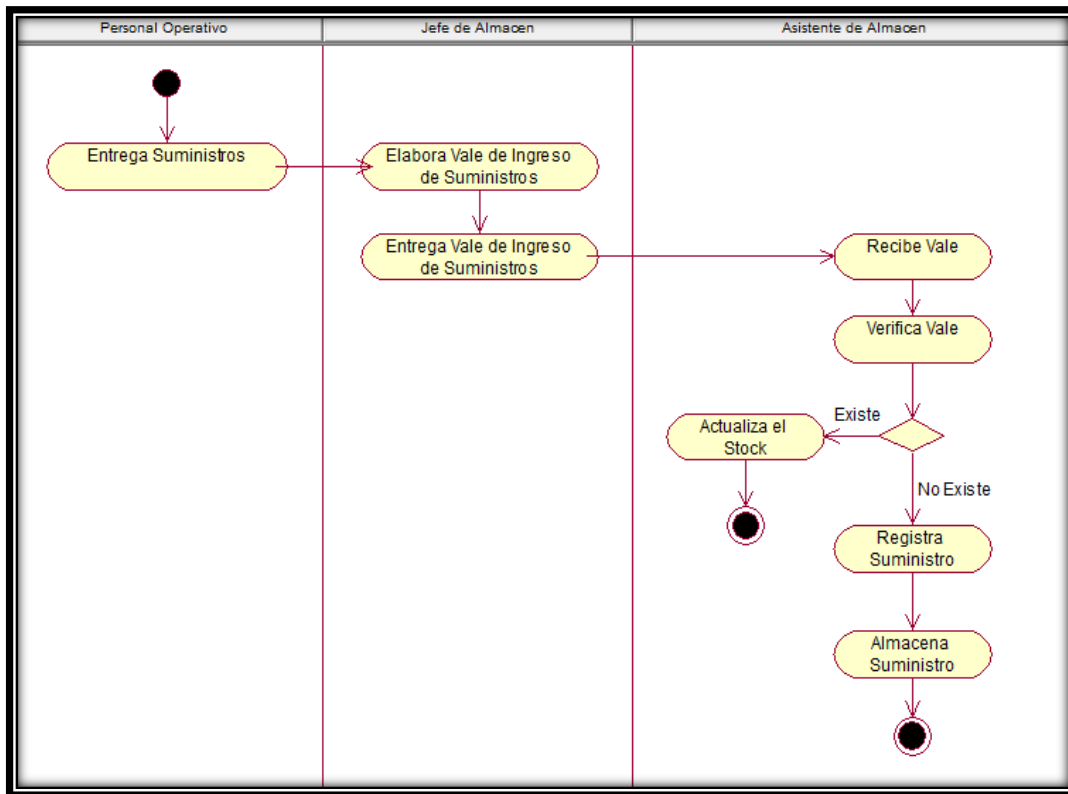 Personal Operativo
Jefe de Almacen
Asistente de Almacen
Entrega Suministros
Elabora Vale de Ingreso
de Suministros
Entrega Vale de Ingreso
de Suministros
Recibe Vale
Verifica Vale
Existe
Actualiza el
Stock
No Existe
Registra
Suministro
Almacena
Suministro